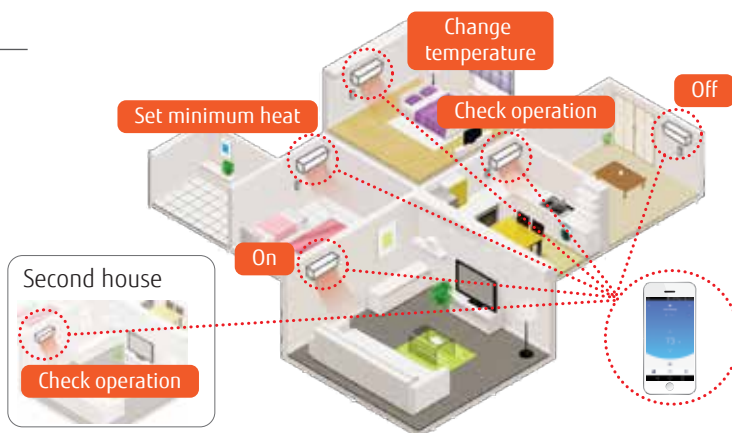 Change
temperature
Off
Set minimum heat
Check operation
On
Second house
Check operation